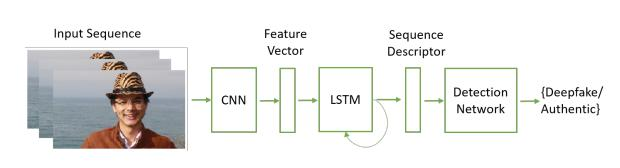 Input Sequence
Feature
Vector
Sequence
Descriptor
CNN
LSTM
Detection
Network
{Deepfake/
Authentic}